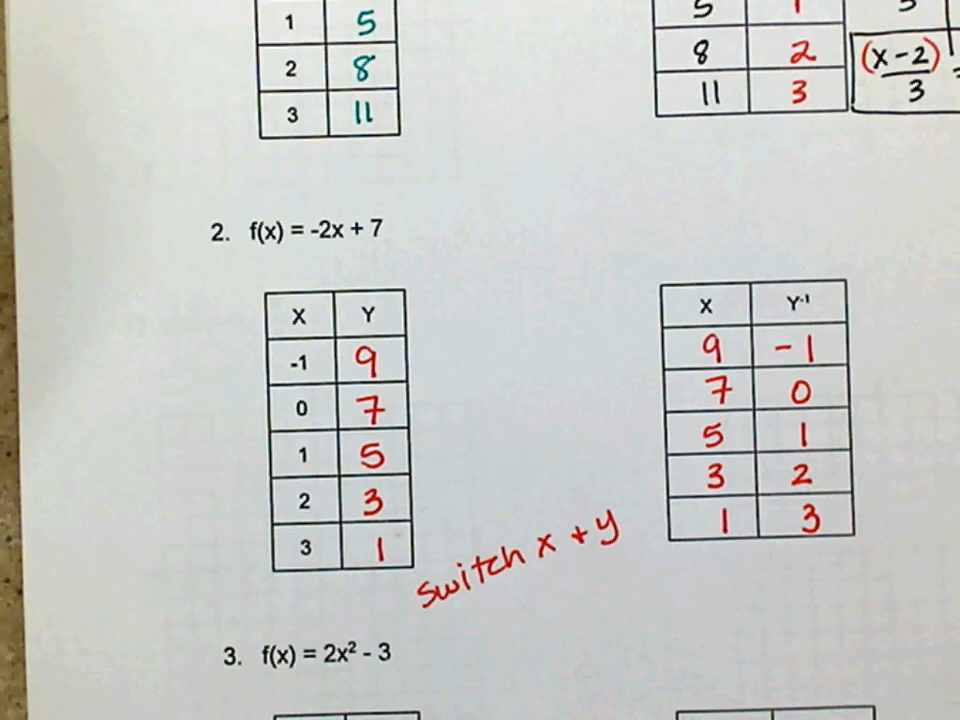 1 5 5 1 3
2 8 8 2 (x-2)
3 11 11 3 3
2. f(x) = -2x + 7
X Y X Y-1
-1 9 9 -1
0 7 7 0
1 5 5 1
2 3 3 2
3 1 1 3
switch x + y
3. f(x) = 2x² - 3